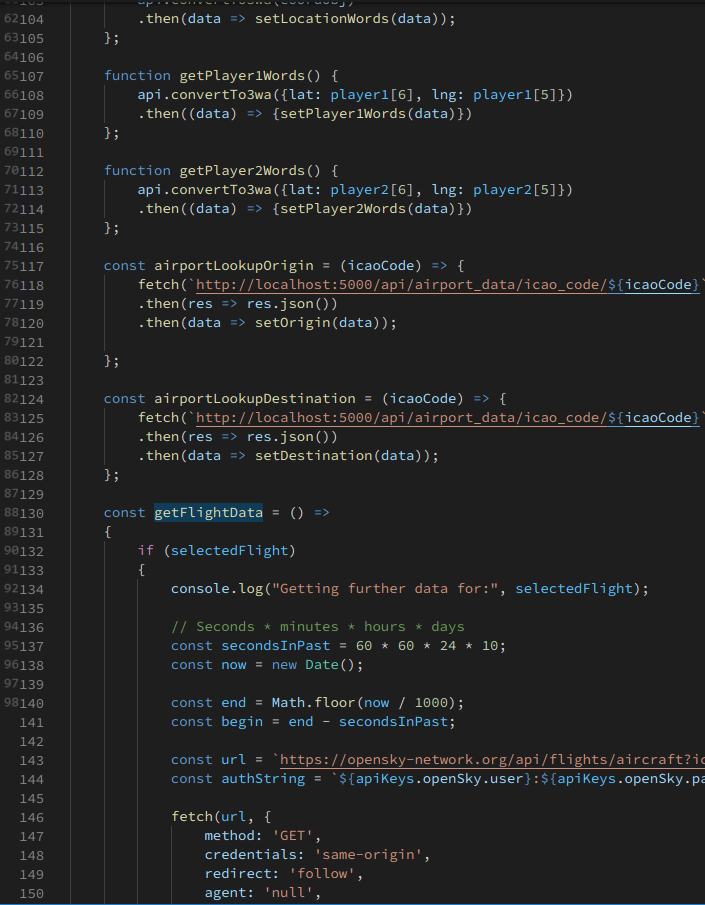 62104 .then(data => setLocationWords(data));
63105 };
64106
65107 function getPlayer1Words() {
66108 api.convertTo3wa({lat: player1[6], lng: player1[5]})
67109 .then((data) => {setPlayer1Words(data)})
68110 };
69111
70112 function getPlayer2Words() {
71113 api.convertTo3wa({lat: player2[6], lng: player2[5]})
72114 .then((data) => {setPlayer2Words(data)})
73115 };
74116
75117 const airportLookupOrigin = (icaoCode) => {
76118 fetch(`http://localhost:5000/api/airport_data/icao_code/${icaoCode}`
77119 .then(res => res.json())
78120 .then(data => setOrigin(data));
79121
80122 };
81123
82124 const airportLookupDestination = (icaoCode) => {
83125 fetch(`http://localhost:5000/api/airport_data/icao_code/${icaoCode}`
84126 .then(res => res.json())
85127 .then(data => setDestination(data));
86128 };
87129
88130 const getFlightData = () =>
89131 {
90132 if (selectedFlight)
91133 {
92134 console.log("Getting further data for:", selectedFlight);
93135
94136 // Seconds * minutes * hours * days
95137 const secondsInPast = 60 * 60 * 24 * 10;
96138 const now = new Date();
97139
98140 const end = Math.floor(now / 1000);
141 const begin = end - secondsInPast;
142
143 const url = `https://opensky-network.org/api/flights/aircraft?ic
144 const authString = `${apiKeys.openSky.user}:${apiKeys.openSky.pa
145
146 fetch(url, {
147 method: 'GET',
148 credentials: 'same-origin',
149 redirect: 'follow',
150 agent: 'null',